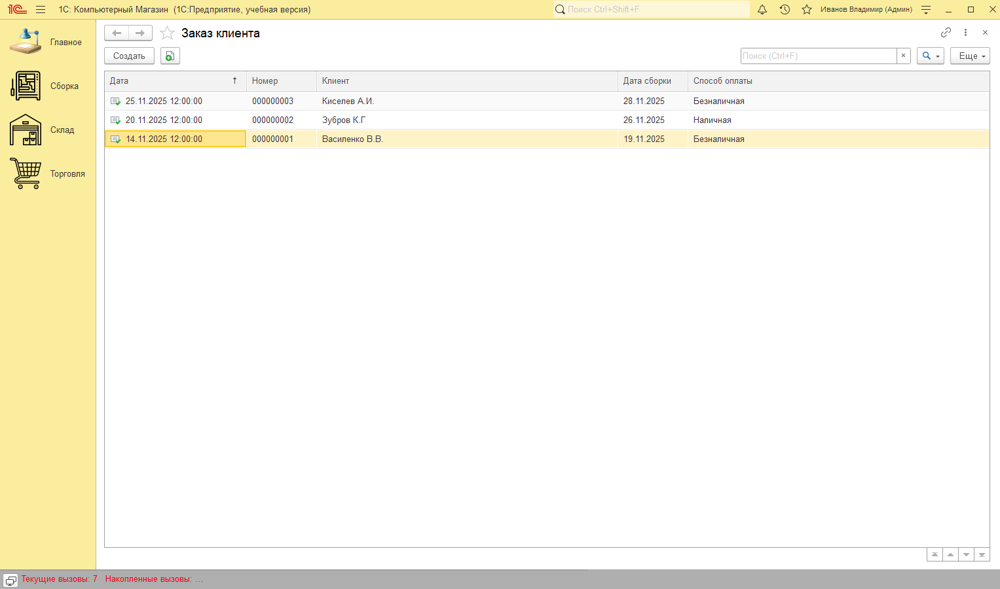 1С: Компьютерный Магазин (1С:Предприятие, учебная версия)
Поиск Ctrl+Shift+F
Иванов Владимир (Админ)
Главное
Сборка
Склад
Торговля
Заказ клиента
Создать
Поиск (Ctrl+F)
×
Еще
Дата ↑ Номер Клиент Дата сборки Способ оплаты
25.11.2025 12:00:00 000000003 Киселев А.И. 28.11.2025 Безналичная
20.11.2025 12:00:00 000000002 Зубров К.Г 26.11.2025 Наличная
14.11.2025 12:00:00 000000001 Василенко В.В. 19.11.2025 Безналичная
Текущие вызовы: 7 Накопленные вызовы: ...